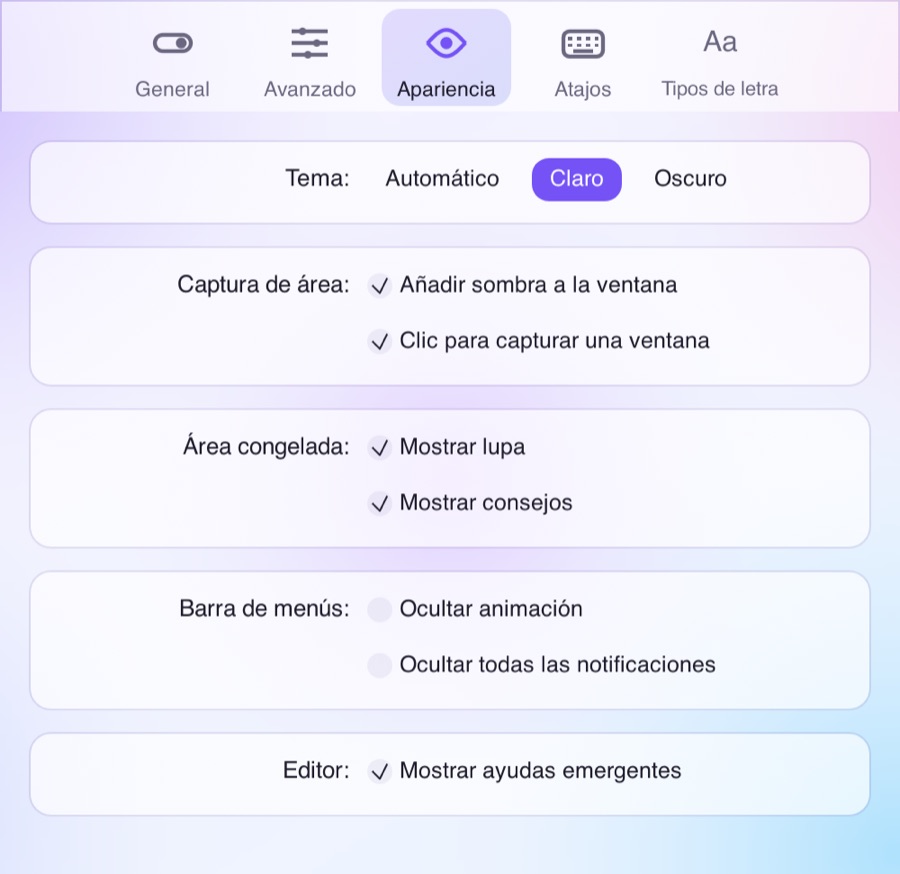 General
Avanzado
Apariencia
Atajos
Aa
Tipos de letra
Tema: Automático Claro Oscuro
Captura de área: Añadir sombra a la ventana
Clic para capturar una ventana
Área congelada: Mostrar lupa
Mostrar consejos
Barra de menús: Ocultar animación
Ocultar todas las notificaciones
Editor: Mostrar ayudas emergentes